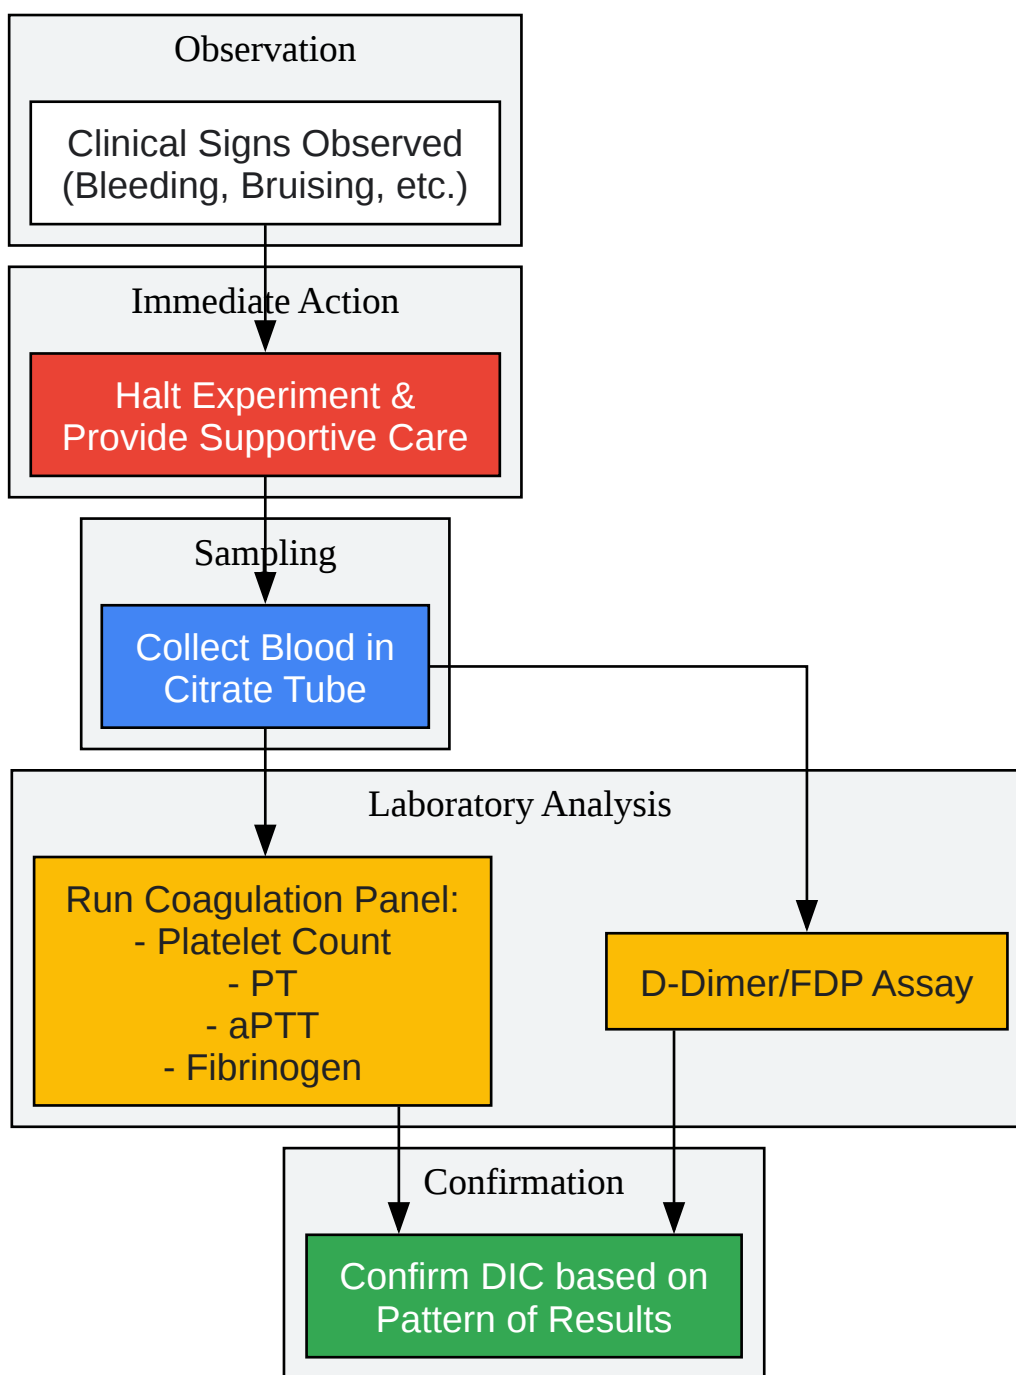 Observation
Clinical Signs Observed
(Bleeding, Bruising, etc.)
Immediate Action
Halt Experiment &
Provide Supportive Care
Sampling
Collect Blood in
Citrate Tube
Laboratory Analysis
Run Coagulation Panel:
- Platelet Count
- PT
- aPTT
- Fibrinogen
D-Dimer/FDP Assay
Confirmation
Confirm DIC based on
Pattern of Results